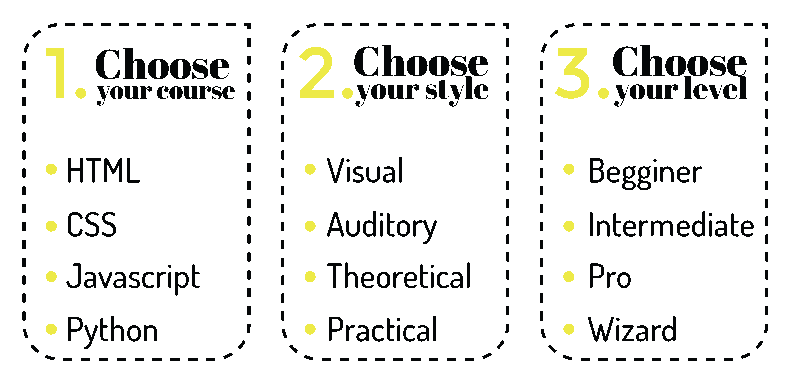 1. Choose
your course
HTML
CSS
Javascript
Python
2. Choose
your style
Visual
Auditory
Theoretical
Practical
3. Choose
your level
Begginer
Intermediate
Pro
Wizard